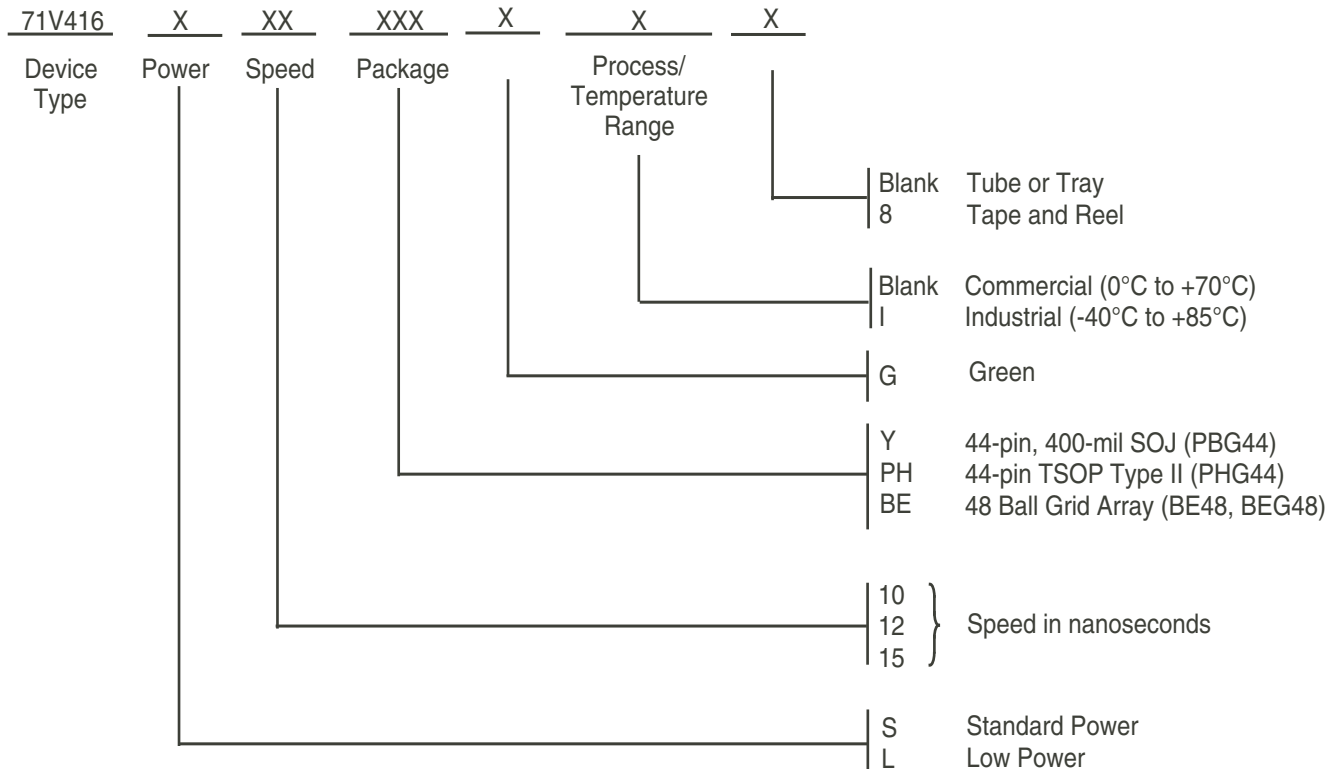 71V416 X XX XXX X X X
Device Type
Power
Speed
Package
Process/
Temperature
Range
Blank Tube or Tray
8 Tape and Reel
Blank Commercial (0°C to +70°C)
I Industrial (-40°C to +85°C)
G Green
Y 44-pin, 400-mil SOJ (PBG44)
PH 44-pin TSOP Type II (PHG44)
BE 48 Ball Grid Array (BE48, BEG48)
10
12 Speed in nanoseconds
15
S Standard Power
L Low Power